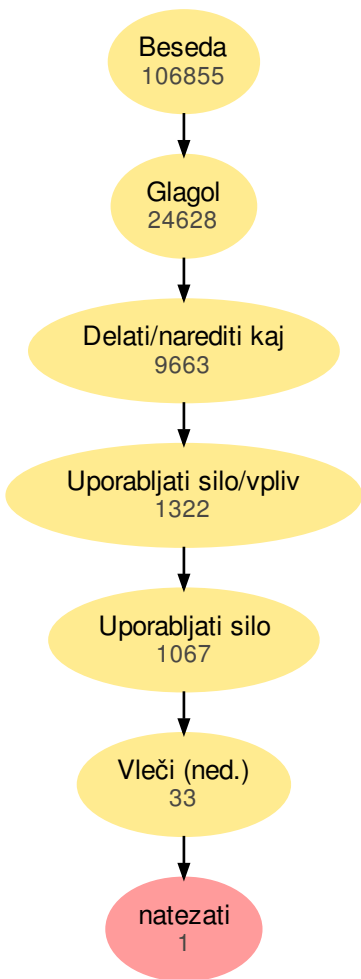 Beseda
106855
Glagol
24628
Delati/narediti kaj
9663
Uporabljati silo/vpliv
1322
Uporabljati silo
1067
Vleči (ned.)
33
natezati
1